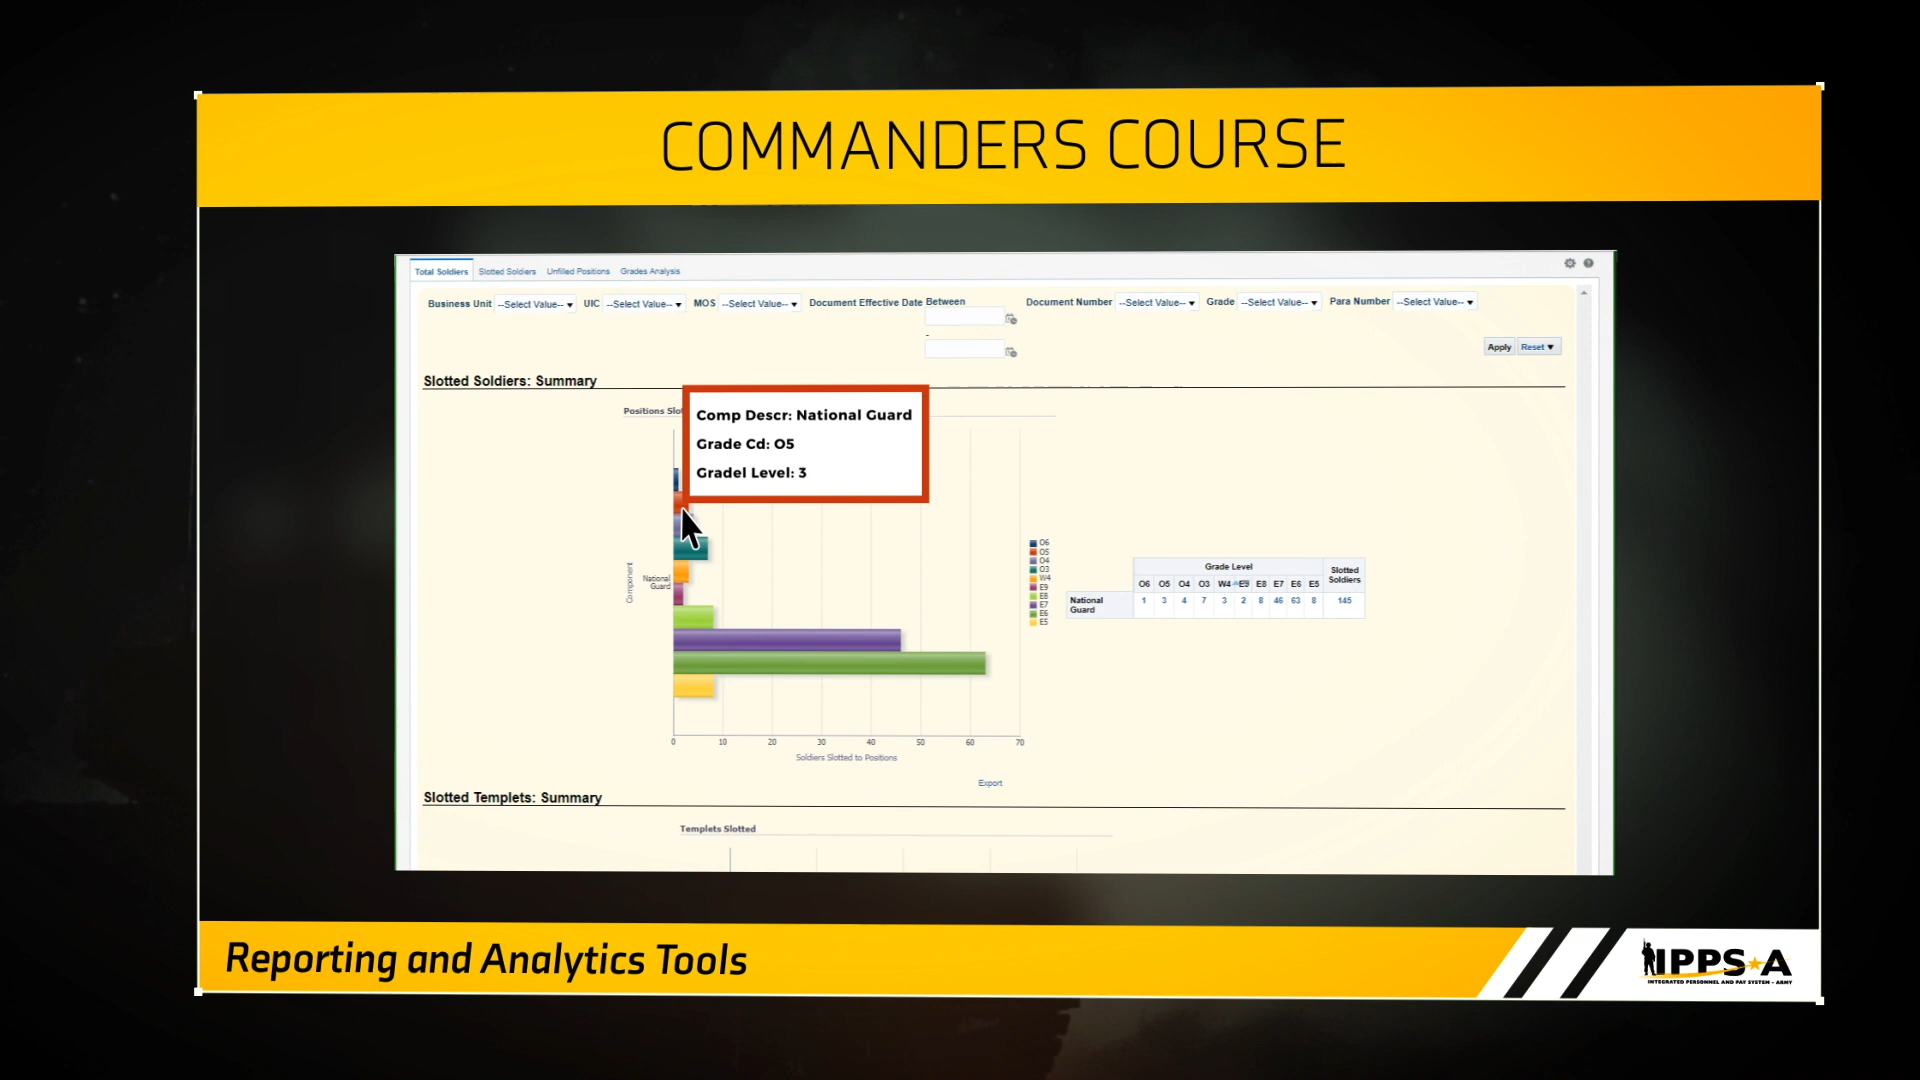 COMMANDERS COURSE
Total Soldiers Slotted Soldiers Unfilled Positions Grades Analysis
Business Unit --Select Value-- UIC --Select Value-- MOS --Select Value-- Document Effective Date Between Document Number --Select Value-- Grade --Select Value-- Para Number --Select Value--
-
Apply Reset
Slotted Soldiers: Summary
Positions
Comp Descr: National Guard
Grade Cd: O5
Gradel Level: 3
Component
National
Guard
O6
O5
O4
O3
W4
E9
E8
E7
E6
E5
0 10 20 30 40 50 60 70
Soldiers Slotted to Positions
Grade Level Slotted Soldiers
O6 O5 O4 O3 W4 E9 E8 E7 E6 E5
National Guard 1 3 4 7 3 2 8 46 63 8 145
Export
Slotted Templets: Summary
Templets Slotted
Reporting and Analytics Tools
IPPS-A
INTEGRATED PERSONNEL AND PAY SYSTEM - ARMY